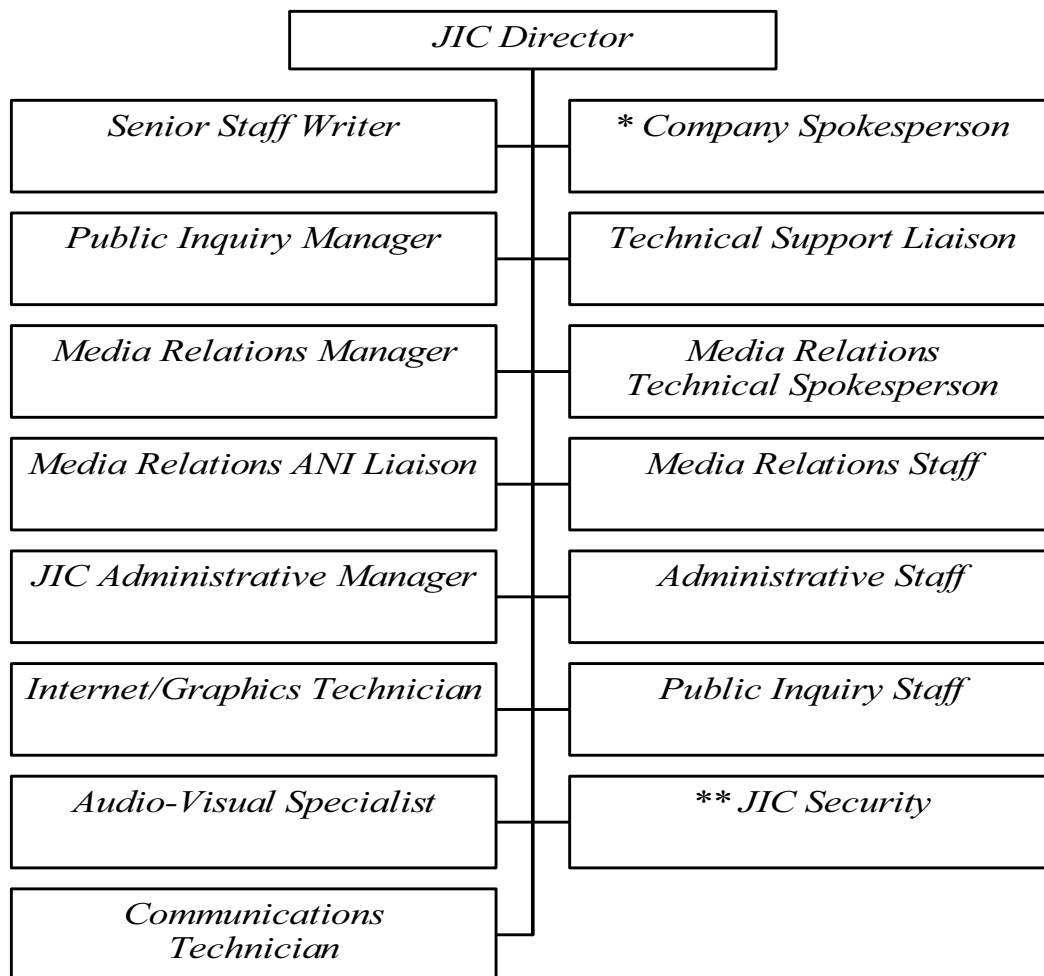 JIC Director
Senior Staff Writer
* Company Spokesperson
Public Inquiry Manager
Technical Support Liaison
Media Relations Manager
Media Relations
Technical Spokesperson
Media Relations ANI Liaison
Media Relations Staff
JIC Administrative Manager
Administrative Staff
Internet/Graphics Technician
Public Inquiry Staff
Audio-Visual Specialist
** JIC Security
Communications
Technician